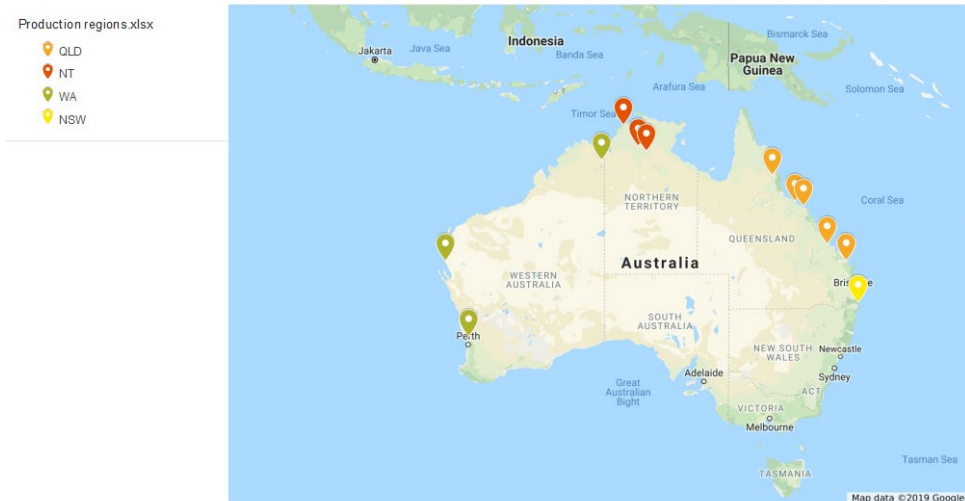 Production regions.xlsx
QLD
NT
WA
NSW
Bismarck Sea
Indonesia
Java Sea
Jakarta
Banda Sea
Papua New
Guinea
Arafura Sea
Solomon Sea
Timor Sea
NORTHERN
TERRITORY
Coral Sea
QUEENSLAND
Australia
WESTERN
AUSTRALIA
Brisbane
SOUTH
AUSTRALIA
Perth
NEW SOUTH
WALES
Newcastle
Adelaide
Sydney
Great
Australian
Bight
ACT
VICTORIA
Melbourne
Tasman Sea
TASMANIA
Map data ©2019 Google